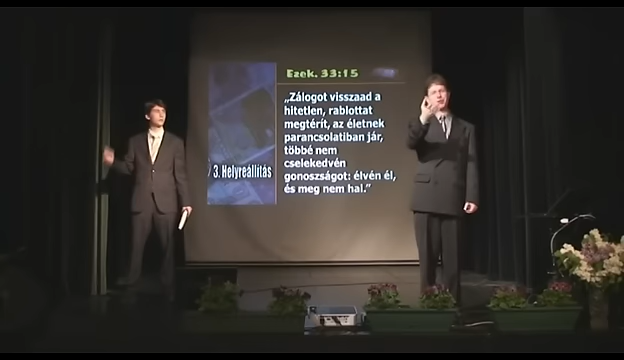 Ezek. 33:15
„Zálogot visszaad a
hitetlen, rablottat
megtérít, az életnek
parancsolatiban jár,
többé nem
cselekedvén
gonoszságot: élvén él,
és meg nem hal.”
3. Helyreállítás